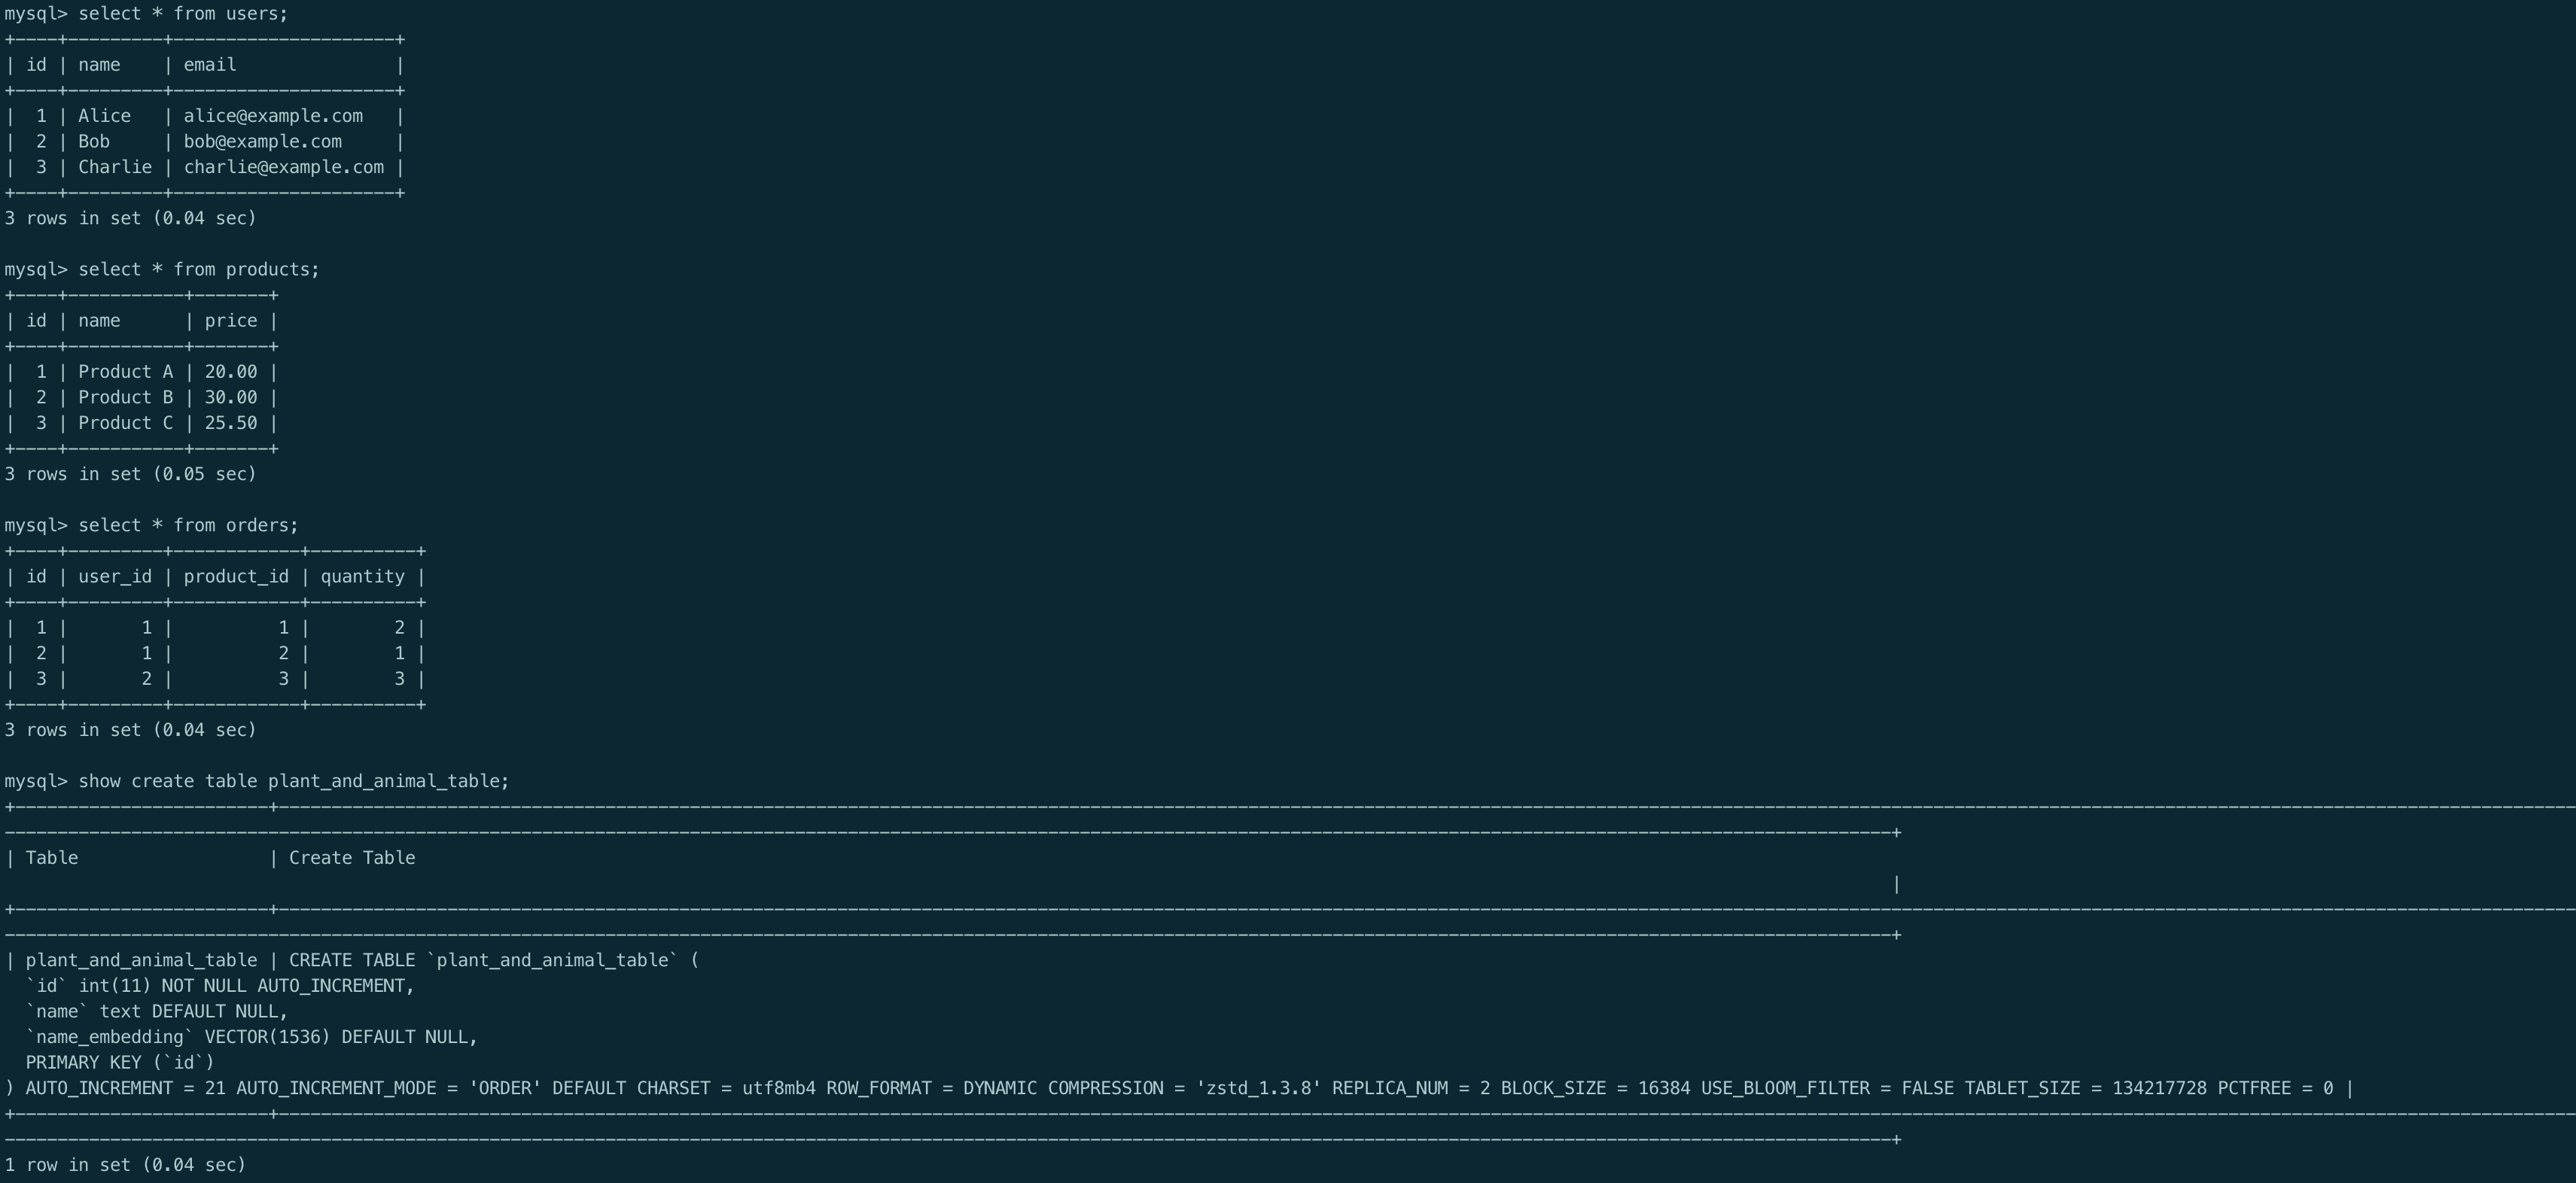 mysql> select * from users;
+----+---------+---------------------+
| id | name    | email               |
+----+---------+---------------------+
|  1 | Alice   | alice@example.com   |
|  2 | Bob     | bob@example.com     |
|  3 | Charlie | charlie@example.com |
+----+---------+---------------------+
3 rows in set (0.04 sec)

mysql> select * from products;
+----+-----------+-------+
| id | name      | price |
+----+-----------+-------+
|  1 | Product A | 20.00 |
|  2 | Product B | 30.00 |
|  3 | Product C | 25.50 |
+----+-----------+-------+
3 rows in set (0.05 sec)

mysql> select * from orders;
+----+---------+------------+----------+
| id | user_id | product_id | quantity |
+----+---------+------------+----------+
|  1 |       1 |          1 |        2 |
|  2 |       1 |          2 |        1 |
|  3 |       2 |          3 |        3 |
+----+---------+------------+----------+
3 rows in set (0.04 sec)

mysql> show create table plant_and_animal_table;
| Table                  | Create Table
|
| plant_and_animal_table | CREATE TABLE `plant_and_animal_table` (
  `id` int(11) NOT NULL AUTO_INCREMENT,
  `name` text DEFAULT NULL,
  `name_embedding` VECTOR(1536) DEFAULT NULL,
  PRIMARY KEY (`id`)
) AUTO_INCREMENT = 21 AUTO_INCREMENT_MODE = 'ORDER' DEFAULT CHARSET = utf8mb4 ROW_FORMAT = DYNAMIC COMPRESSION = 'zstd_1.3.8' REPLICA_NUM = 2 BLOCK_SIZE = 16384 USE_BLOOM_FILTER = FALSE TABLET_SIZE = 134217728 PCTFREE = 0 |
1 row in set (0.04 sec)